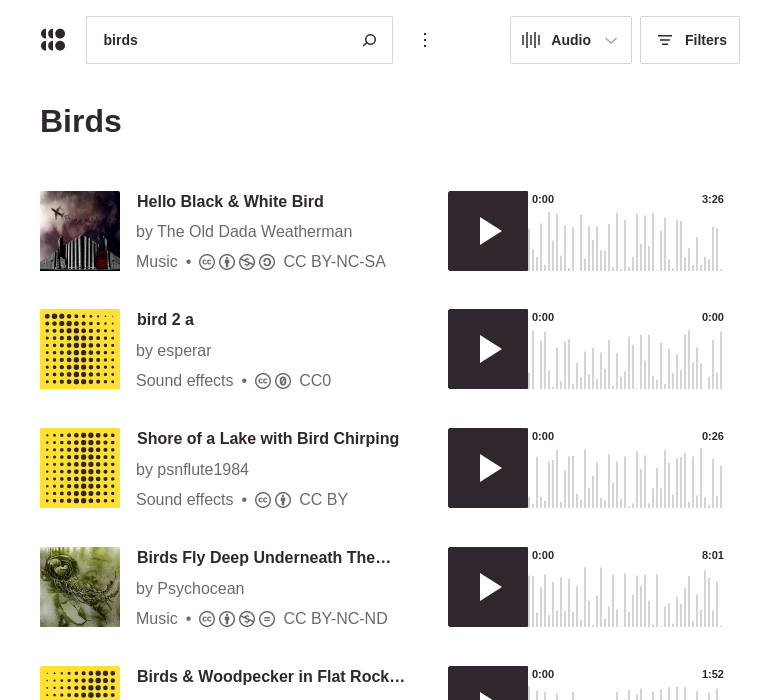 birds
Audio
Filters
Birds
Hello Black & White Bird
by The Old Dada Weatherman
Music • CC BY-NC-SA
0:00 3:26
bird 2 a
by esperar
Sound effects • CC0
0:00 0:00
Shore of a Lake with Bird Chirping
by psnflute1984
Sound effects • CC BY
0:00 0:26
Birds Fly Deep Underneath The…
by Psychocean
Music • CC BY-NC-ND
0:00 8:01
Birds & Woodpecker in Flat Rock…
0:00 1:52